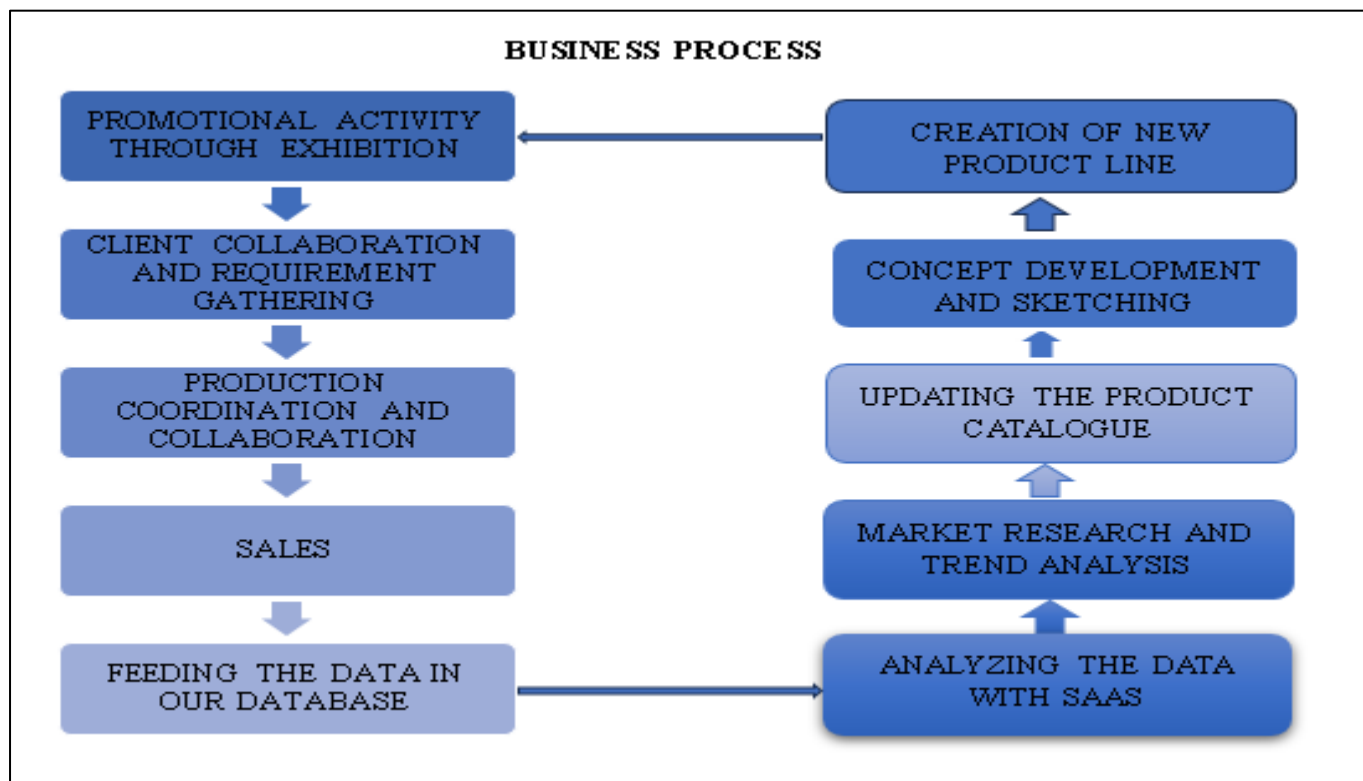 BUSINESS PROCESS
PROMOTIONAL ACTIVITY
THROUGH EXHIBITION
CLIENT COLLABORATION
AND REQUIREMENT
GATHERING
PRODUCTION
COORDINATION AND
COLLABORATION
SALES
FEEDING THE DATA IN
OUR DATABASE
CREATION OF NEW
PRODUCT LINE
CONCEPT DEVELOPMENT
AND SKETCHING
UPDATING THE PRODUCT
CATALOGUE
MARKET RESEARCH AND
TREND ANALYSIS
ANALYZING THE DATA
WITH SAAS